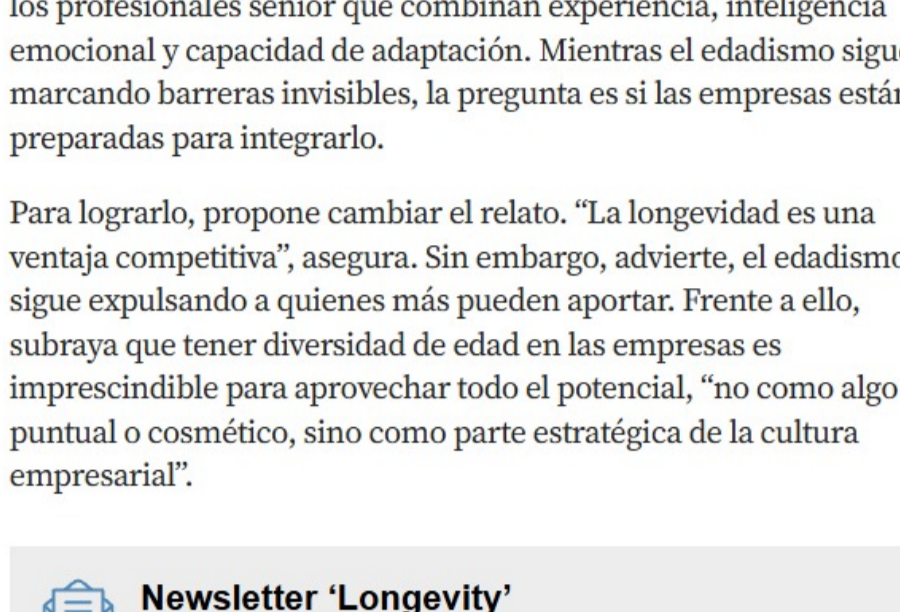 los profesionales senior que combinan experiencia, inteligencia
emocional y capacidad de adaptación. Mientras el edadismo sigue
marcando barreras invisibles, la pregunta es si las empresas están
preparadas para integrarlo.
Para lograrlo, propone cambiar el relato. “La longevidad es una
ventaja competitiva”, asegura. Sin embargo, advierte, el edadismo
sigue expulsando a quienes más pueden aportar. Frente a ello,
subraya que tener diversidad de edad en las empresas es
imprescindible para aprovechar todo el potencial, “no como algo
puntual o cosmético, sino como parte estratégica de la cultura
empresarial”.
Newsletter ‘Longevity’